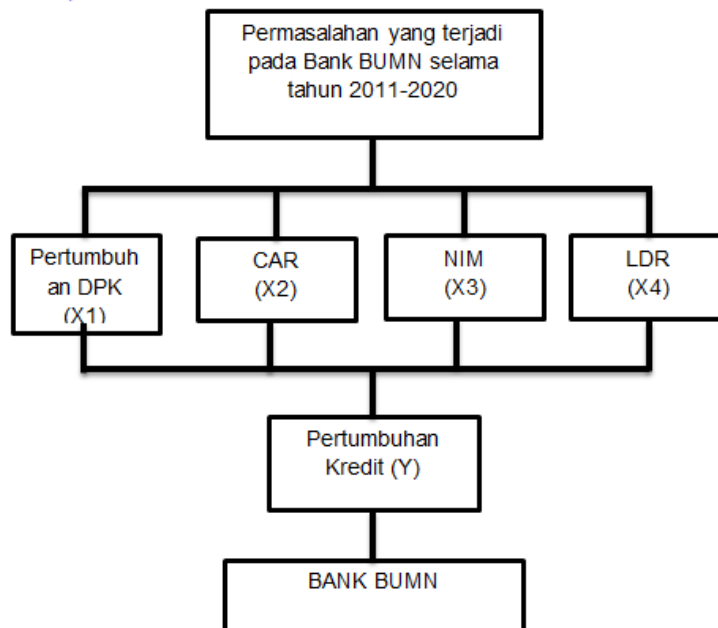 Permasalahan yang terjadi
pada Bank BUMN selama
tahun 2011-2020
Pertumbuh
an DPK
(X1)
CAR
(X2)
NIM
(X3)
LDR
(X4)
Pertumbuhan
Kredit (Y)
BANK BUMN